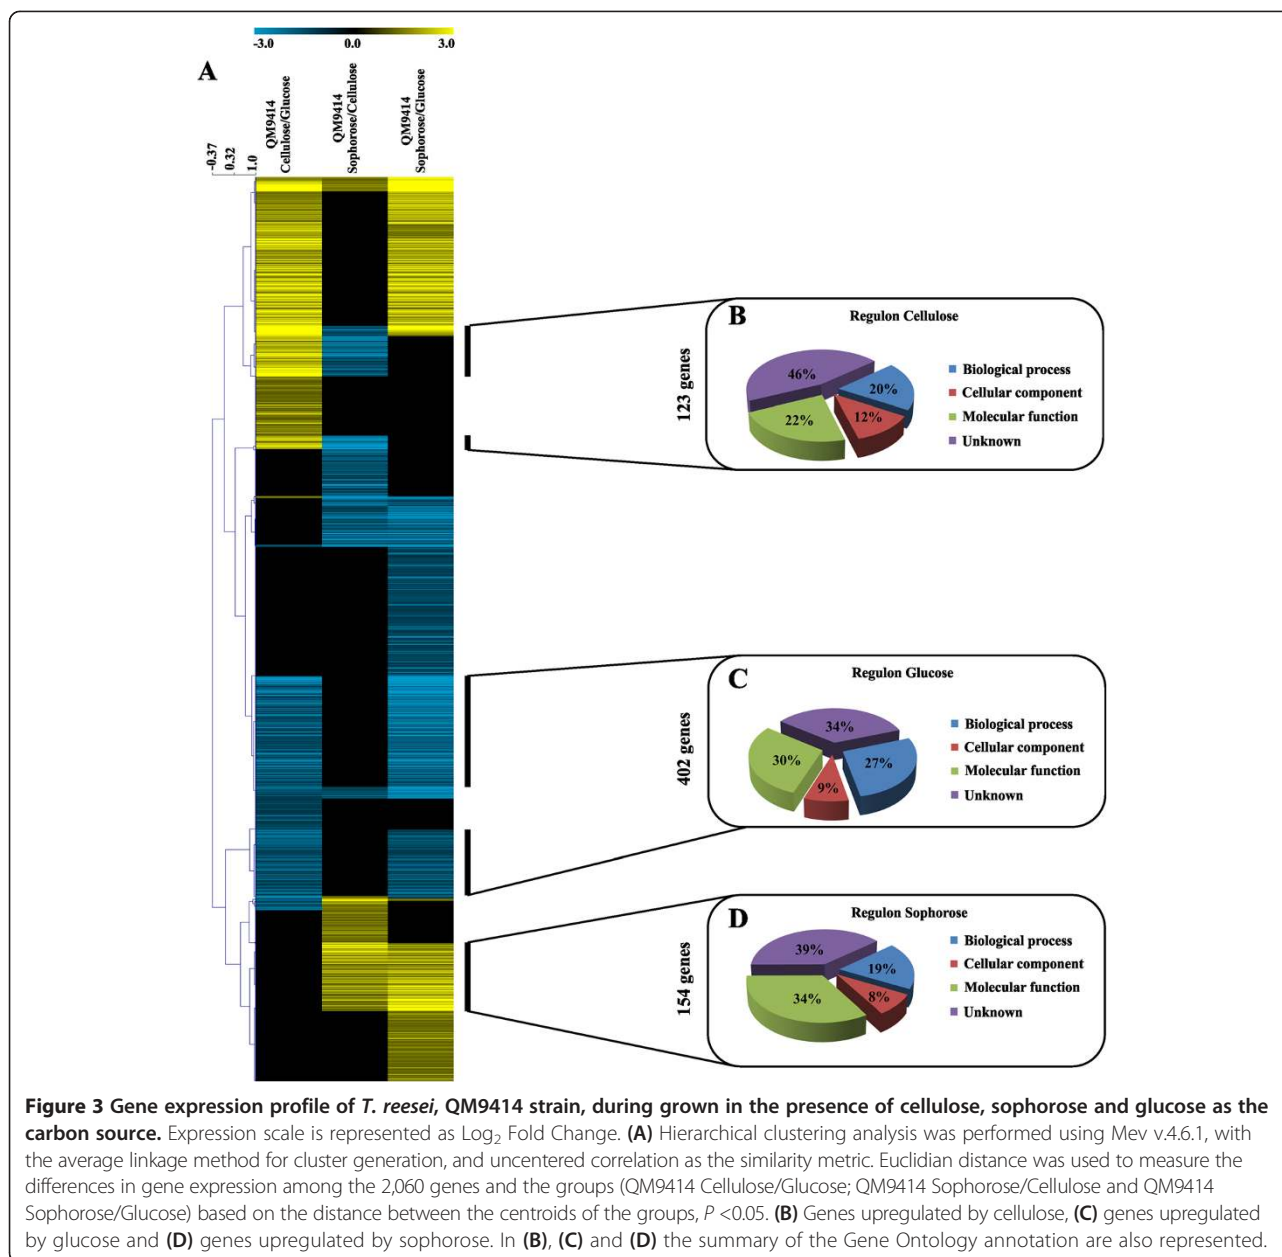 -3.0 0.0 3.0
A
QM9414
Cellulose/Glucose
QM9414
Sophorose/Cellulose
QM9414
Sophorose/Glucose
-0.37
0.32
1.0
123 genes
B
Regulon Cellulose
46%
20%
22%
12%
Biological process
Cellular component
Molecular function
Unknown
402 genes
C
Regulon Glucose
34%
30%
27%
9%
Biological process
Cellular component
Molecular function
Unknown
154 genes
D
Regulon Sophorose
39%
19%
34%
8%
Biological process
Cellular component
Molecular function
Unknown
Figure 3 Gene expression profile of T. reesei, QM9414 strain, during grown in the presence of cellulose, sophorose and glucose as the
carbon source. Expression scale is represented as Log2 Fold Change. (A) Hierarchical clustering analysis was performed using Mev v.4.6.1, with
the average linkage method for cluster generation, and uncentered correlation as the similarity metric. Euclidian distance was used to measure the
differences in gene expression among the 2,060 genes and the groups (QM9414 Cellulose/Glucose; QM9414 Sophorose/Cellulose and QM9414
Sophorose/Glucose) based on the distance between the centroids of the groups, P <0.05. (B) Genes upregulated by cellulose, (C) genes upregulated
by glucose and (D) genes upregulated by sophorose. In (B), (C) and (D) the summary of the Gene Ontology annotation are also represented.